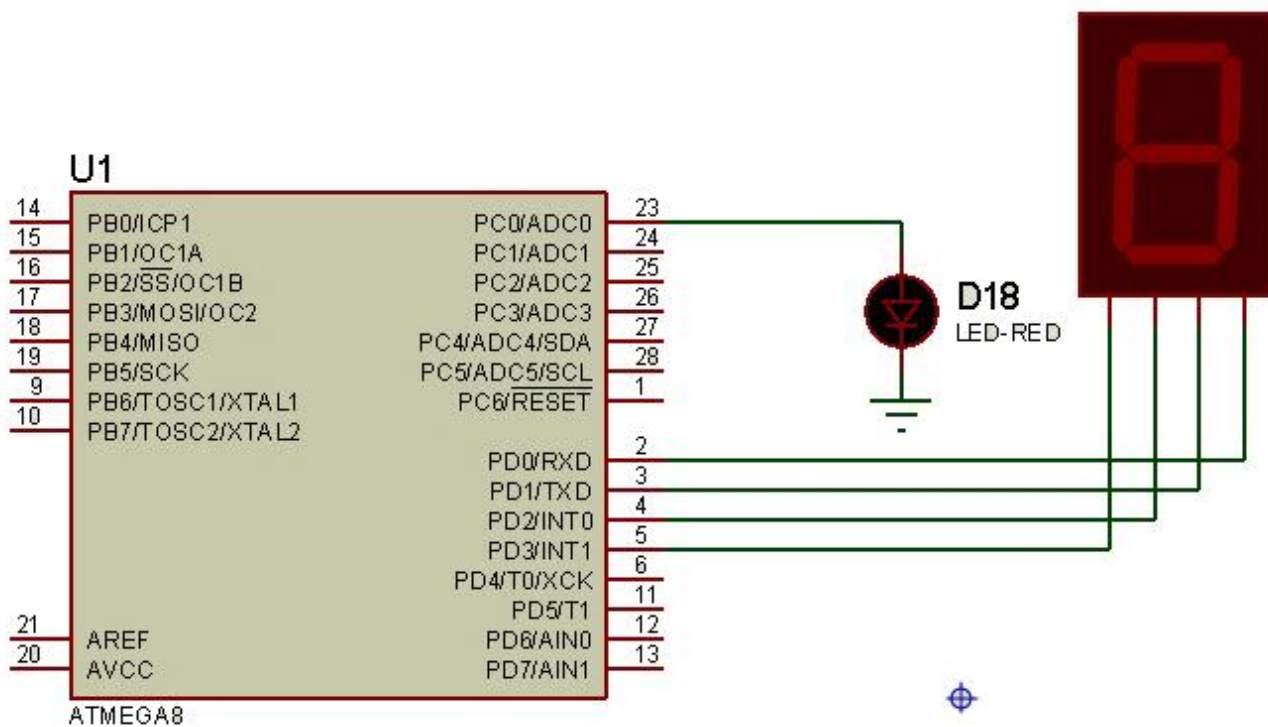 U1
14 PB0/ICP1 PC0/ADC0 23
15 PB1/OC1A PC1/ADC1 24
16 PB2/SS/OC1B PC2/ADC2 25
17 PB3/MOSI/OC2 PC3/ADC3 26
18 PB4/MISO PC4/ADC4/SDA 27
19 PB5/SCK PC5/ADC5/SCL 28
9 PB6/TOSC1/XTAL1 PC6/RESET 1
10 PB7/TOSC2/XTAL2
PD0/RXD 2
PD1/TXD 3
PD2/INT0 4
PD3/INT1 5
PD4/T0/XCK 6
PD5/T1 11
21 AREF PD6/AIN0 12
20 AVCC PD7/AIN1 13
ATMEGA8
D18
LED-RED